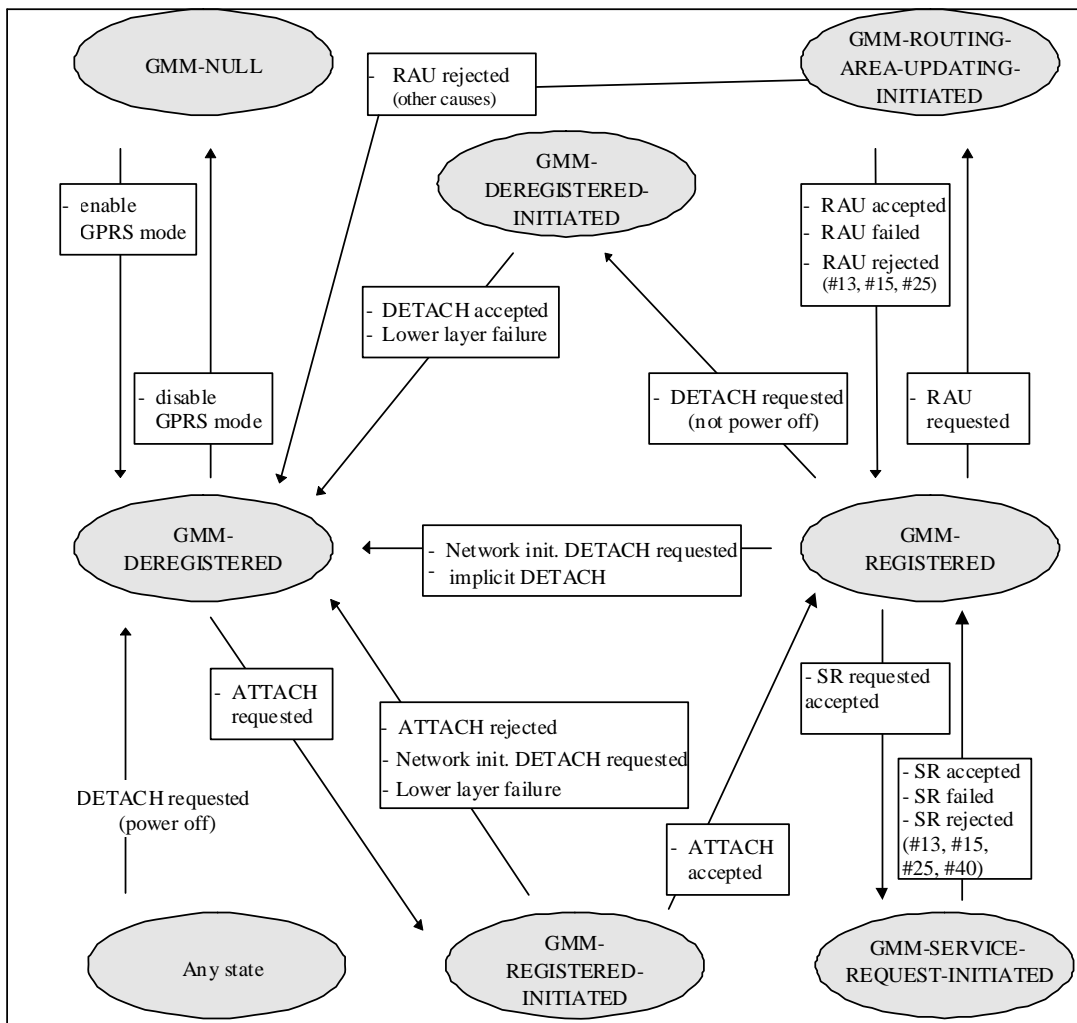 GMM-NULL
GMM-ROUTING-
AREA-UPDATING-
INITIATED
- RAU rejected
(other causes)
GMM-
DEREGISTERED-
INITIATED
- enable
GPRS mode
- RAU accepted
- RAU failed
- RAU rejected
(#13, #15, #25)
- DETACH accepted
- Lower layer failure
- disable
GPRS mode
- DETACH requested
(not power off)
- RAU
requested
GMM-
DEREGISTERED
- Network init. DETACH requested
- implicit DETACH
GMM-
REGISTERED
- ATTACH
requested
- ATTACH rejected
- Network init. DETACH requested
- Lower layer failure
- SR requested
accepted
DETACH requested
(power off)
- ATTACH
accepted
- SR accepted
- SR failed
- SR rejected
(#13, #15,
#25, #40)
Any state
GMM-
REGISTERED-
INITIATED
GMM-SERVICE-
REQUEST-INITIATED